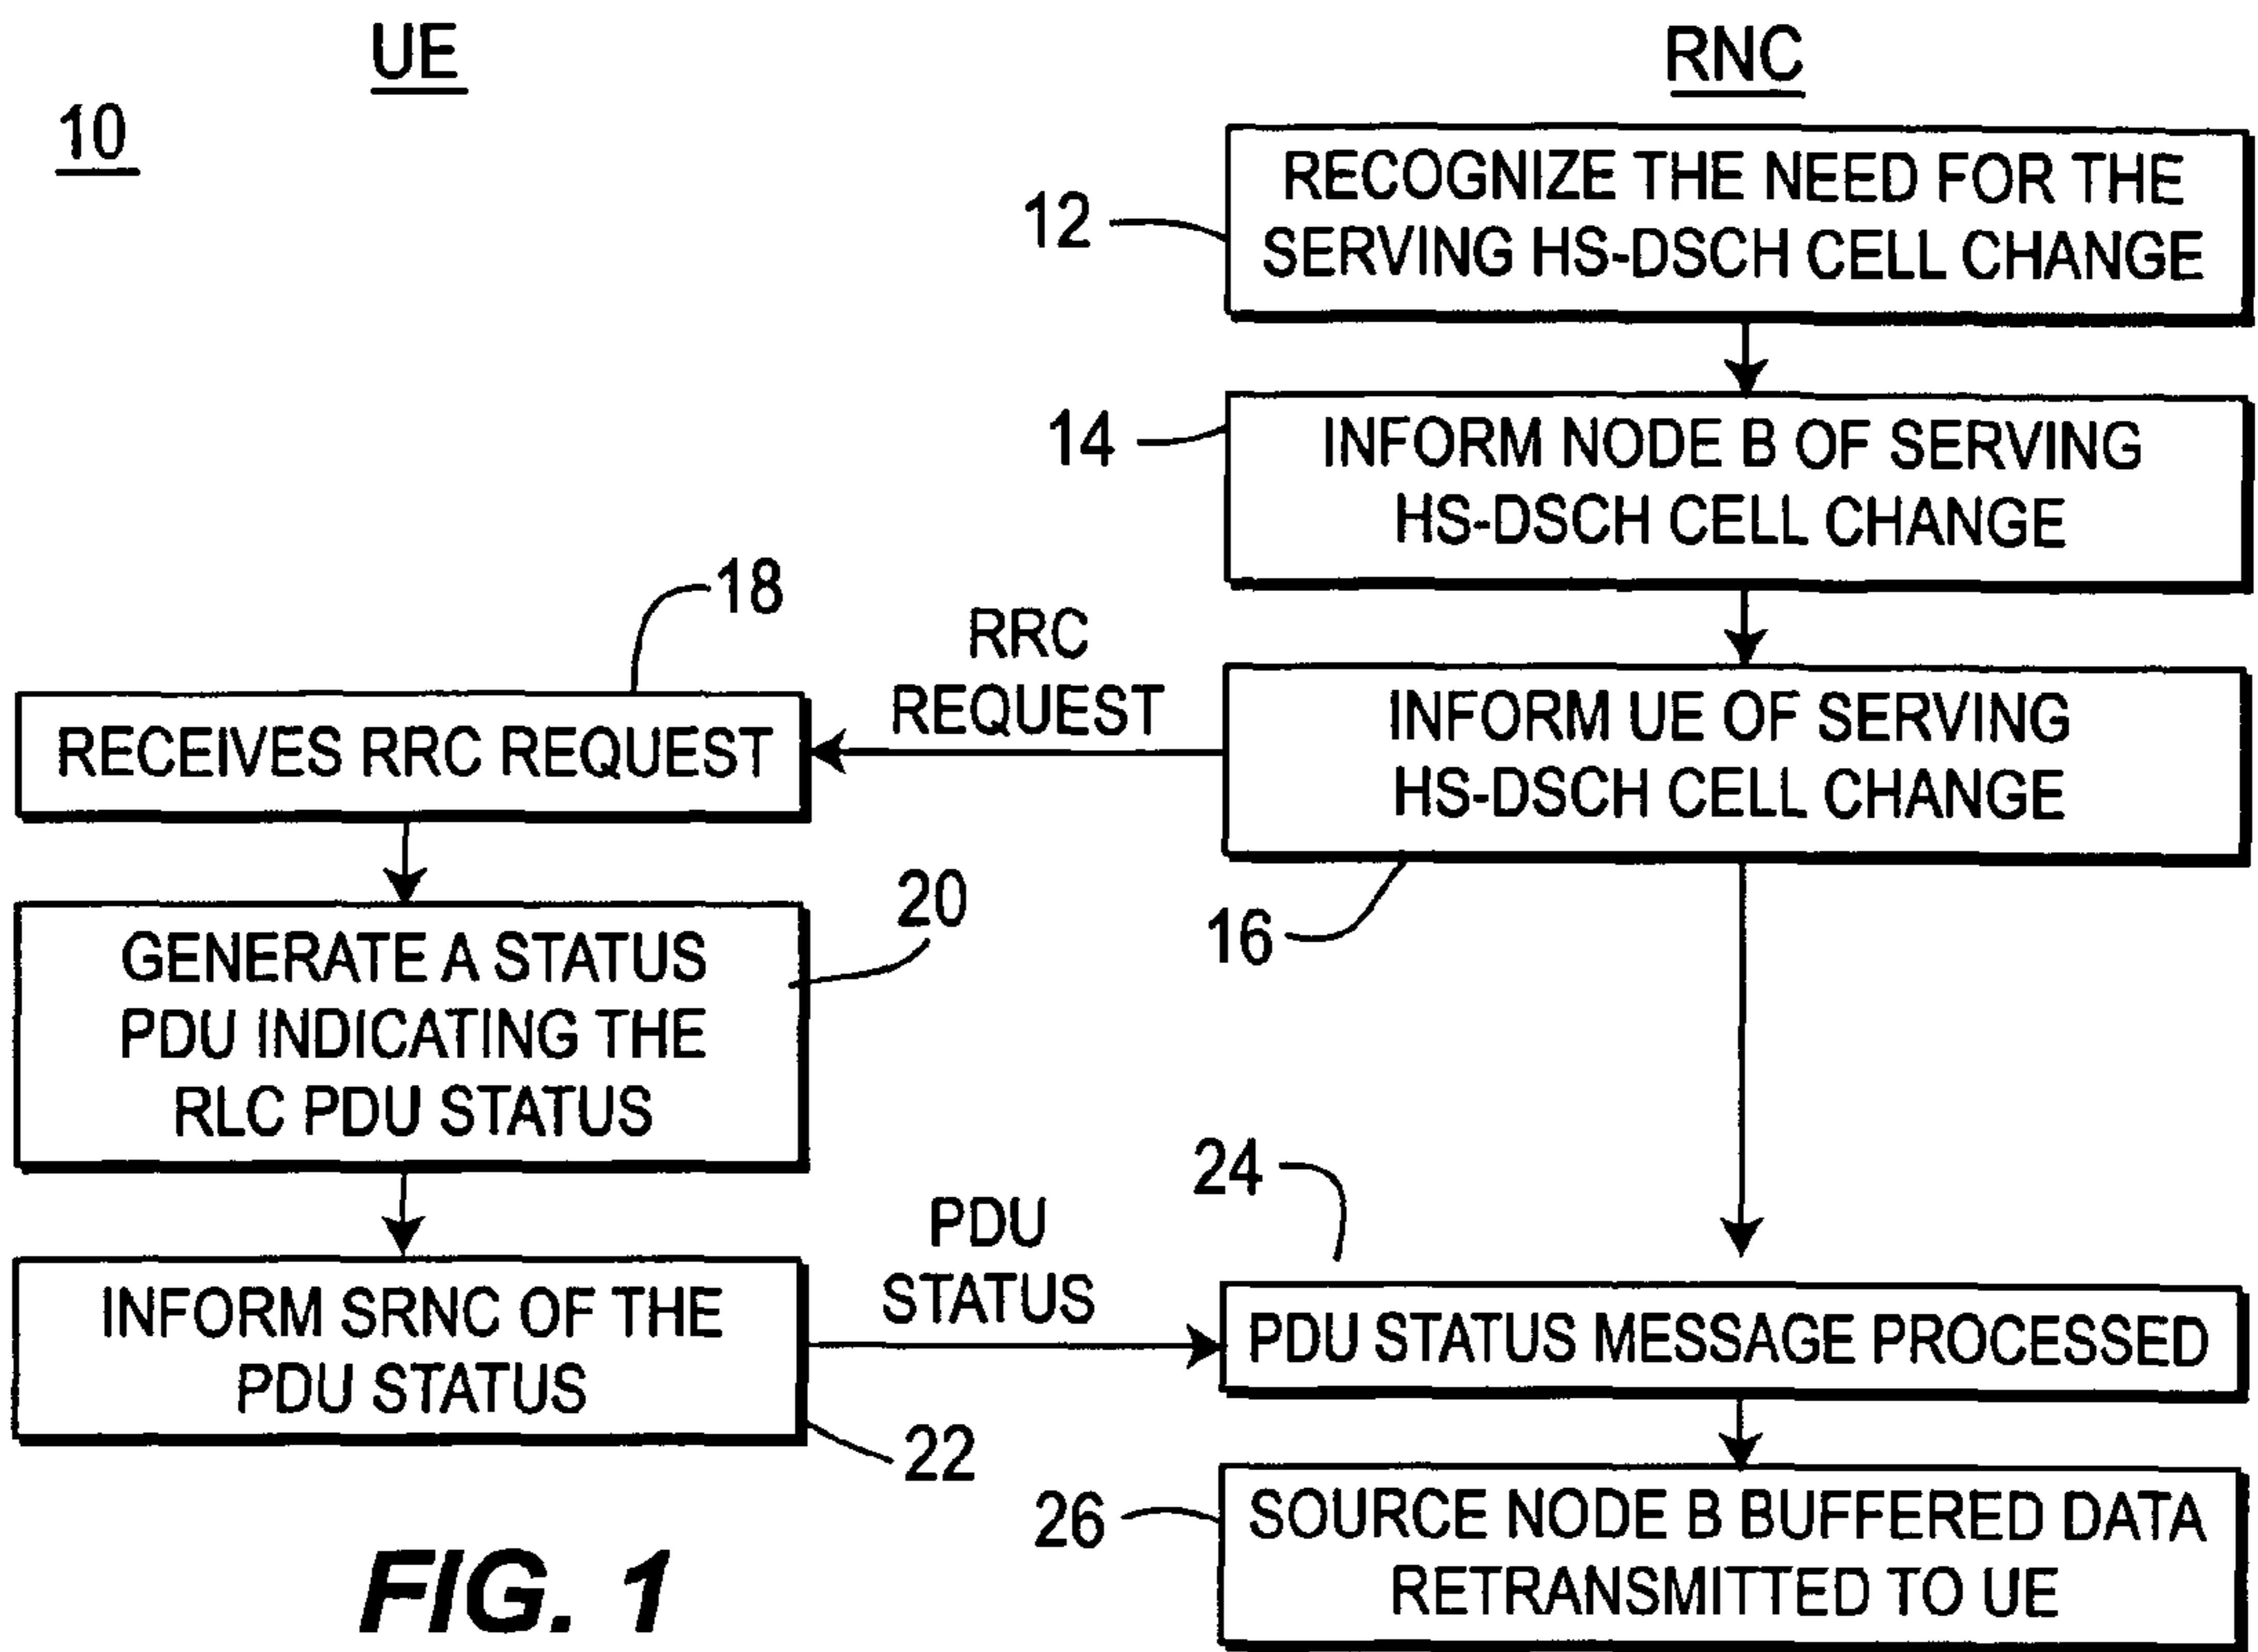 UE
RNC
10
12
RECOGNIZE THE NEED FOR THE
SERVING HS-DSCH CELL CHANGE
14
INFORM NODE B OF SERVING
HS-DSCH CELL CHANGE
18
RRC
REQUEST
RECEIVES RRC REQUEST
INFORM UE OF SERVING
HS-DSCH CELL CHANGE
16
20
GENERATE A STATUS
PDU INDICATING THE
RLC PDU STATUS
24
PDU
STATUS
INFORM SRNC OF THE
PDU STATUS
22
PDU STATUS MESSAGE PROCESSED
26
SOURCE NODE B BUFFERED DATA
RETRANSMITTED TO UE
FIG. 1